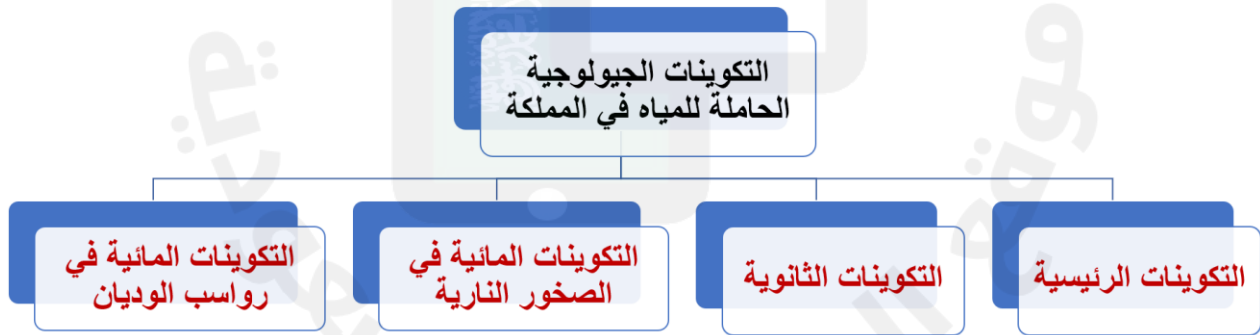 التكوينات الجيولوجية
الحاملة للمياه في المملكة
التكوينات الرئيسية
التكوينات الثانوية
التكوينات المائية في
الصخور النارية
التكوينات المائية في
رواسب الوديان